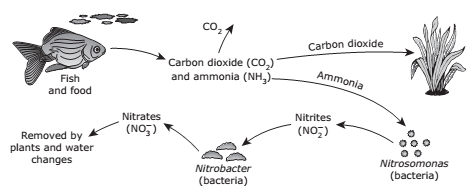 CO₂
Carbon dioxide
Fish
and food
Carbon dioxide (CO₂)
and ammonia (NH₃)
Ammonia
Nitrates
(NO₃⁻)
Nitrites
(NO₂⁻)
Removed by
plants and water
changes
Nitrobacter
(bacteria)
Nitrosomonas
(bacteria)